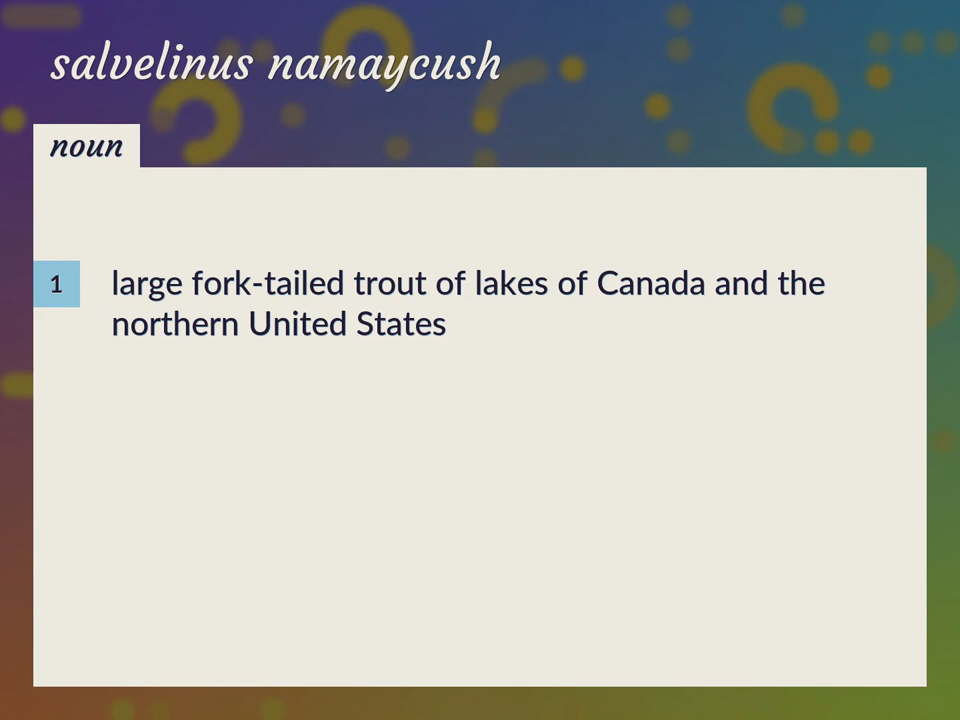 salvelinus namaycush
noun
1
large fork-tailed trout of lakes of Canada and the
northern United States